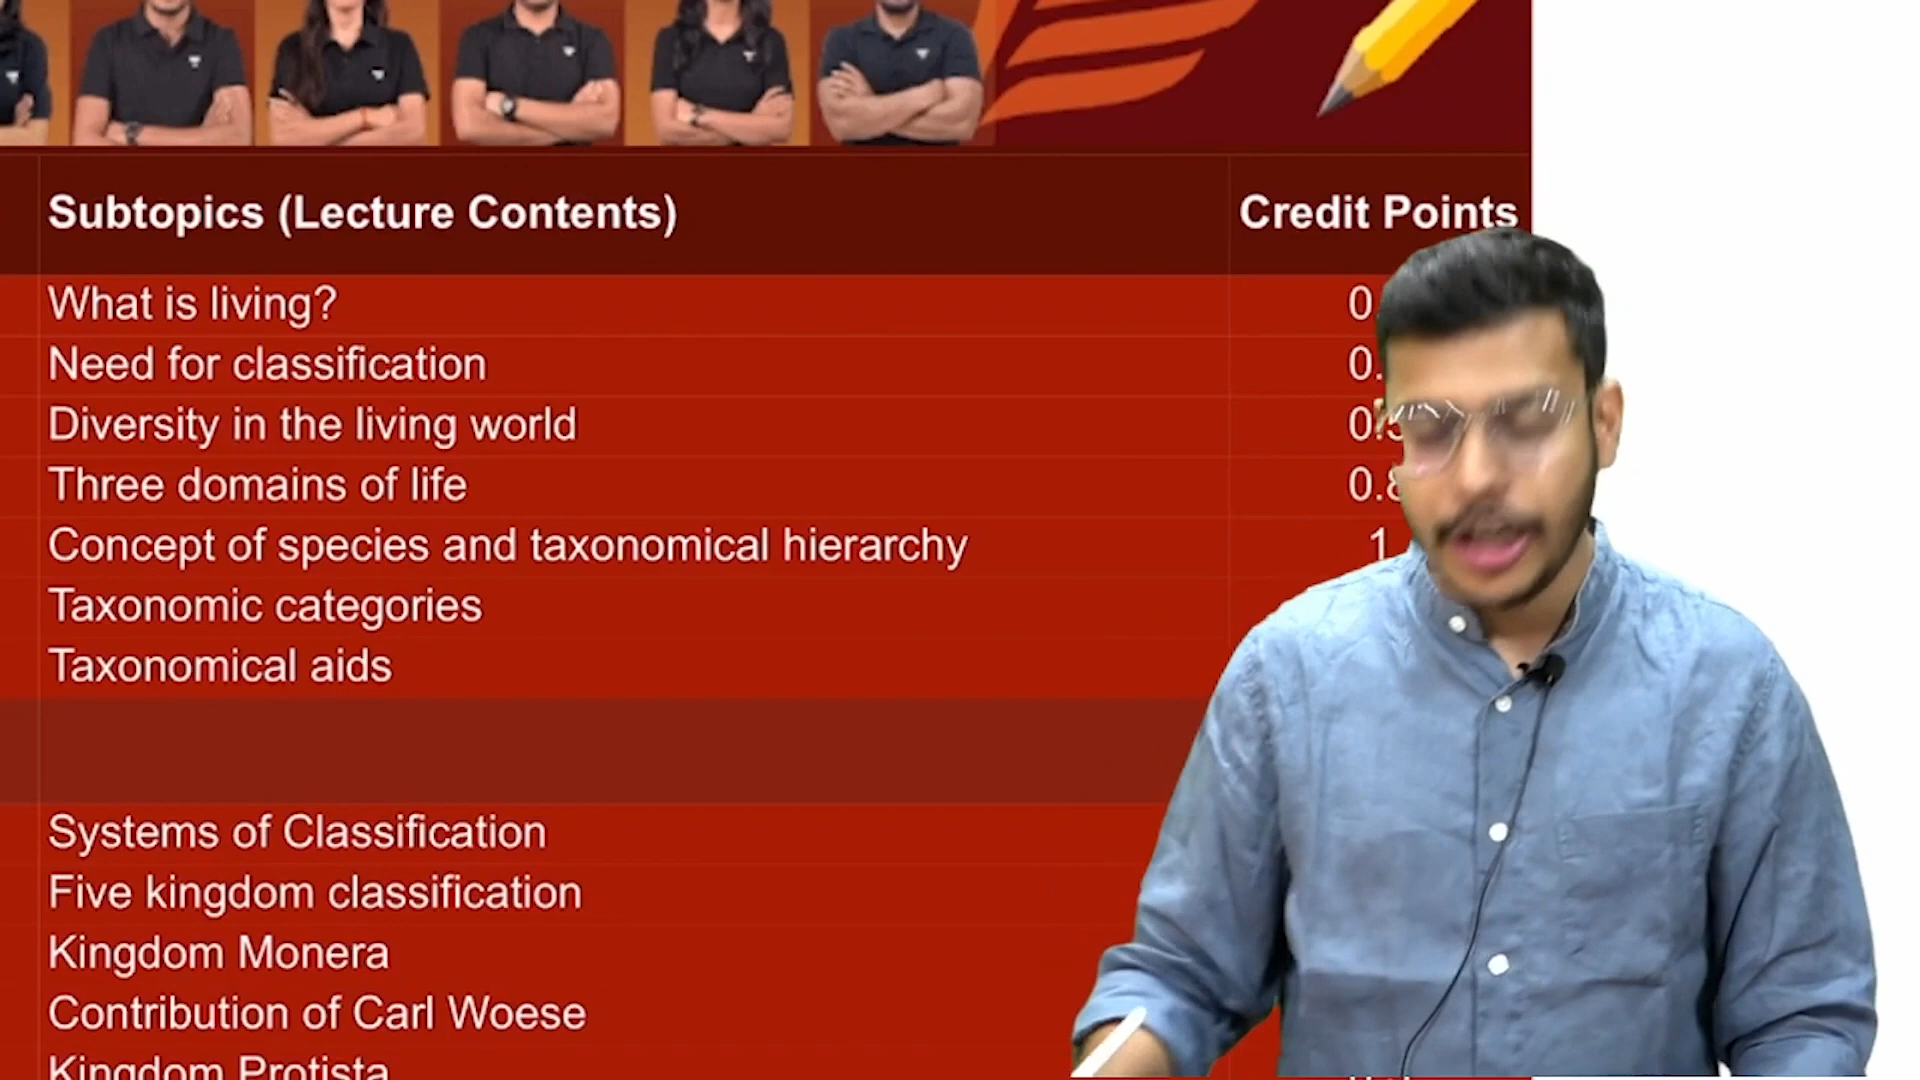 Subtopics (Lecture Contents)
Credit Points
What is living?
Need for classification
Diversity in the living world
Three domains of life
Concept of species and taxonomical hierarchy
1
Taxonomic categories
Taxonomical aids
Systems of Classification
Five kingdom classification
Kingdom Monera
Contribution of Carl Woese
Kingdom Protista